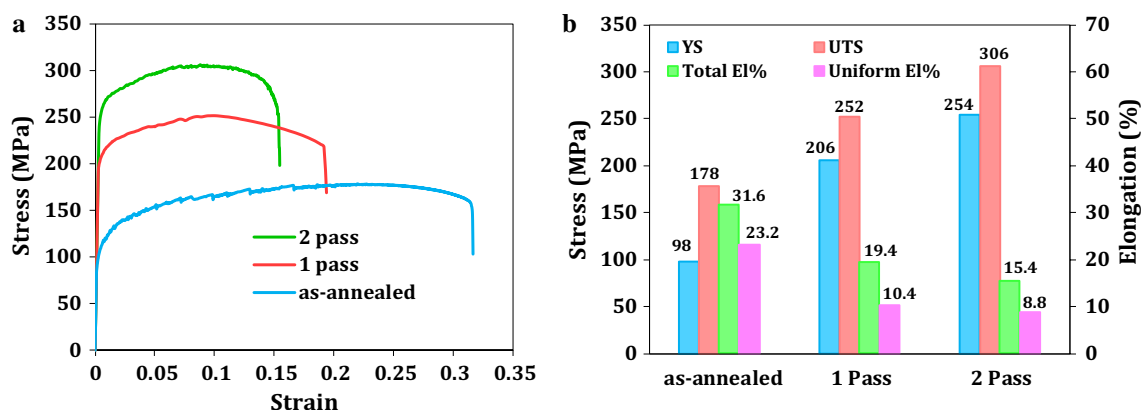 a
350
300
250
200
150
100
50
0
Stress (MPa)
0 0.05 0.1 0.15 0.2 0.25 0.3 0.35
Strain
2 pass
1 pass
as-annealed
b
350
300
250
200
150
100
50
0
Stress (MPa)
YS UTS
Total El% Uniform El%
98 178 31.6 23.2
206 252 19.4 10.4
254 306 15.4 8.8
as-annealed 1 Pass 2 Pass
70
60
50
40
30
20
10
0
Elongation (%)